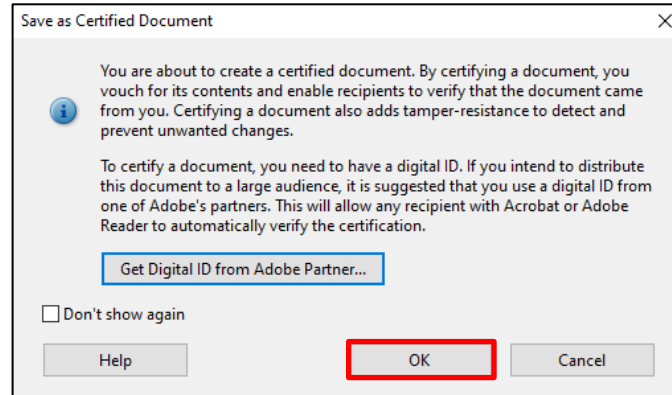 Save as Certified Document
You are about to create a certified document. By certifying a document, you
vouch for its contents and enable recipients to verify that the document came
from you. Certifying a document also adds tamper-resistance to detect and
prevent unwanted changes.
To certify a document, you need to have a digital ID. If you intend to distribute
this document to a large audience, it is suggested that you use a digital ID from
one of Adobe's partners. This will allow any recipient with Acrobat or Adobe
Reader to automatically verify the certification.
Get Digital ID from Adobe Partner...
Don't show again
Help OK Cancel